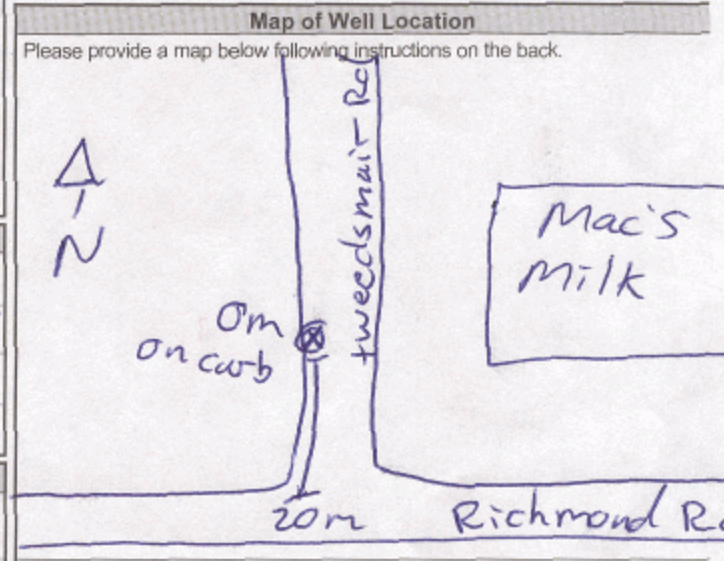 Map of Well Location
Please provide a map below following instructions on the back.
tweedsmair Rd
N
Mac's
Milk
0m
on curb
20m
Richmond Rd